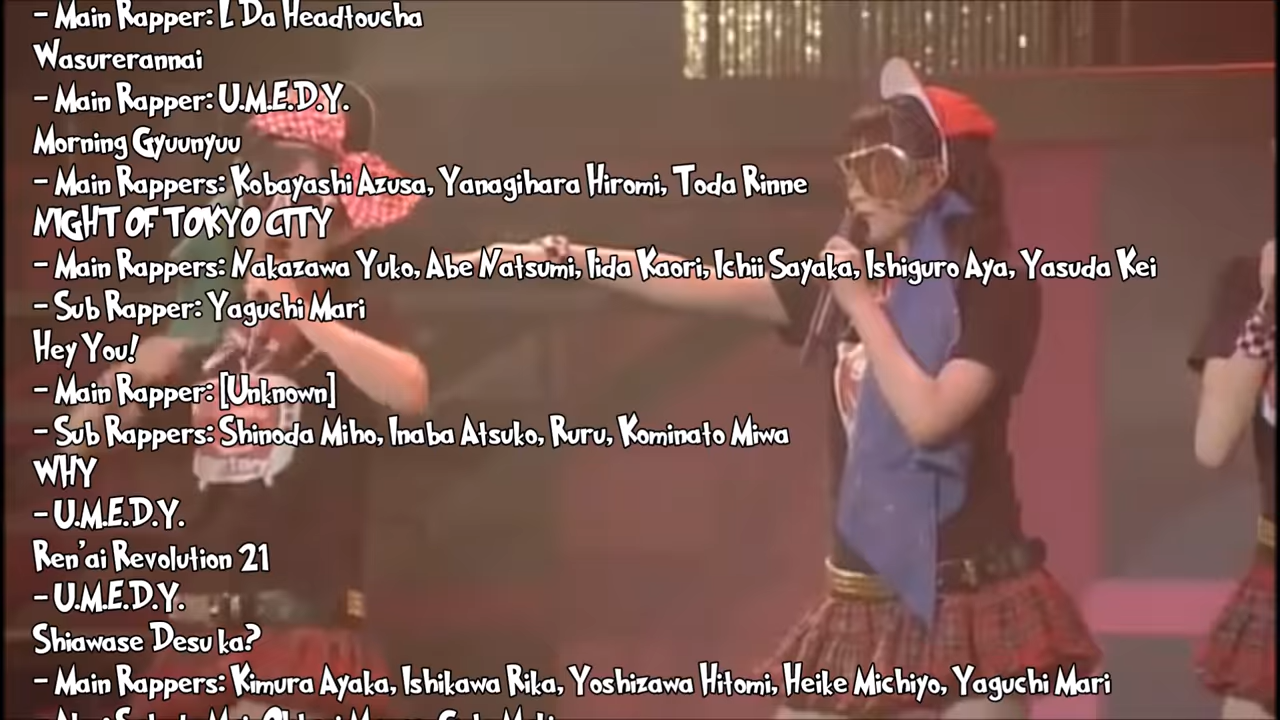 - Main Rapper: L Da Headtoucha
Wasurerannai
- Main Rapper: U.M.E.D.Y.
Morning Gyuunyuu
- Main Rappers: Kobayashi Azusa, Yanagihara Hiromi, Toda Rinne
NIGHT OF TOKYO CITY
- Main Rappers: Nakazawa Yuko, Abe Natsumi, Iida Kaori, Ichii Sayaka, Ishiguro Aya, Yasuda Kei
- Sub Rapper: Yaguchi Mari
Hey You!
- Main Rapper: [Unknown]
- Sub Rappers: Shinoda Miho, Inaba Atsuko, Ruru, Kominato Miwa
WHY
- U.M.E.D.Y.
Ren'ai Revolution 21
- U.M.E.D.Y.
Shiawase Desu ka?
- Main Rappers: Kimura Ayaka, Ishikawa Rika, Yoshizawa Hitomi, Heike Michiyo, Yaguchi Mari